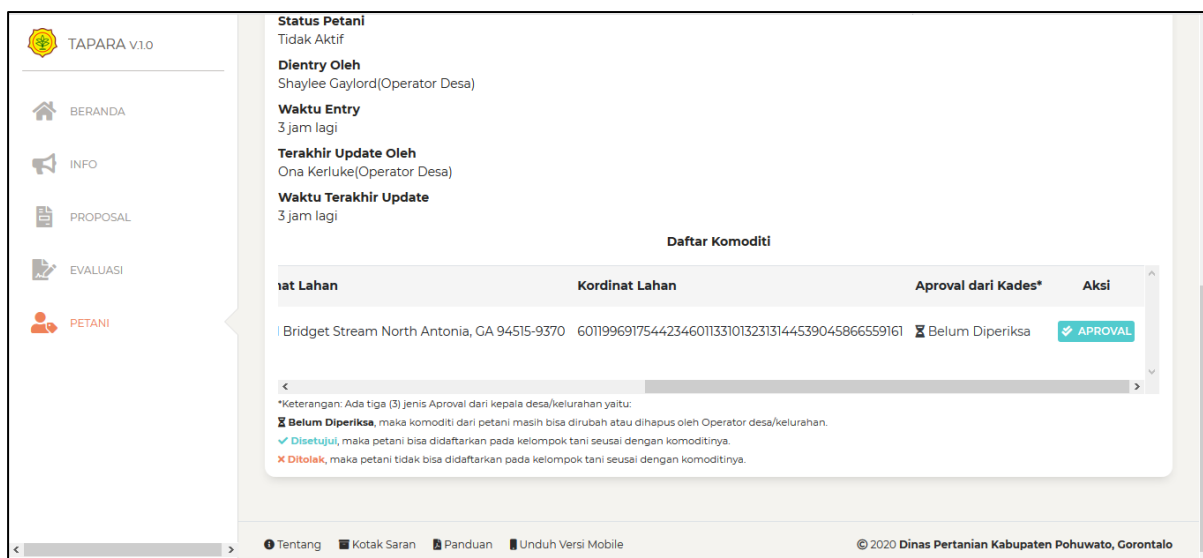 TAPARA V.1.0
BERANDA
INFO
PROPOSAL
EVALUASI
PETANI
Status Petani
Tidak Aktif
Dientry Oleh
Shaylee Gaylord(Operator Desa)
Waktu Entry
3 jam lagi
Terakhir Update Oleh
Ona Kerluke(Operator Desa)
Waktu Terakhir Update
3 jam lagi
Daftar Komoditi
nat Lahan Kordinat Lahan Aproval dari Kades* Aksi
Bridget Stream North Antonia, GA 94515-9370 6011996917544234601133101323131445390458665591​61 Belum Diperiksa APROVAL
*Keterangan: Ada tiga (3) jenis Aproval dari kepala desa/kelurahan yaitu:
Belum Diperiksa, maka komoditi dari petani masih bisa dirubah atau dihapus oleh Operator desa/kelurahan.
Disetujui, maka petani bisa didaftarkan pada kelompok tani seusai dengan komoditinya.
Ditolak, maka petani tidak bisa didaftarkan pada kelompok tani seusai dengan komoditinya.
Tentang Kotak Saran Panduan Unduh Versi Mobile
© 2020 Dinas Pertanian Kabupaten Pohuwato, Gorontalo